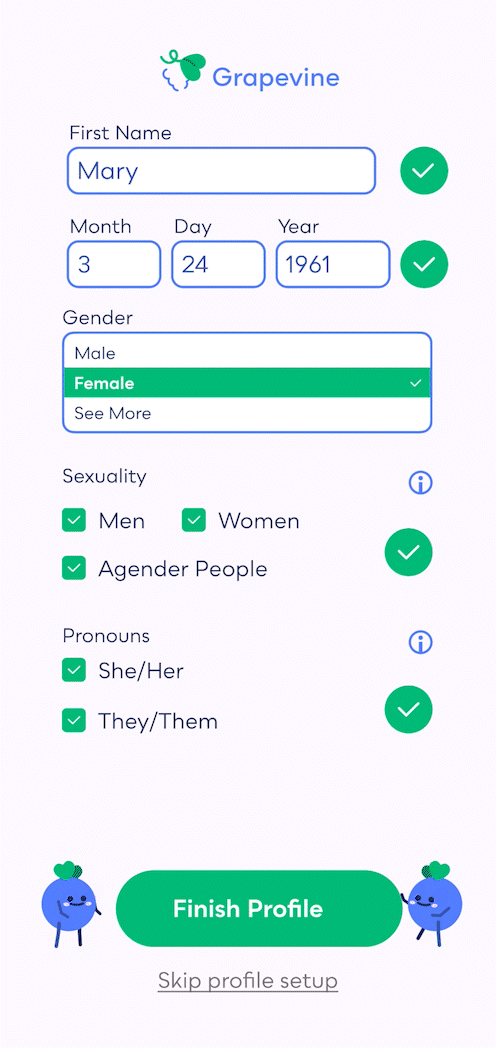 Grapevine
First Name
Mary
Month Day Year
3 24 1961
Gender
Male
Female
See More
Sexuality
Men Women
Agender People
Pronouns
She/Her
They/Them
Finish Profile
Skip profile setup